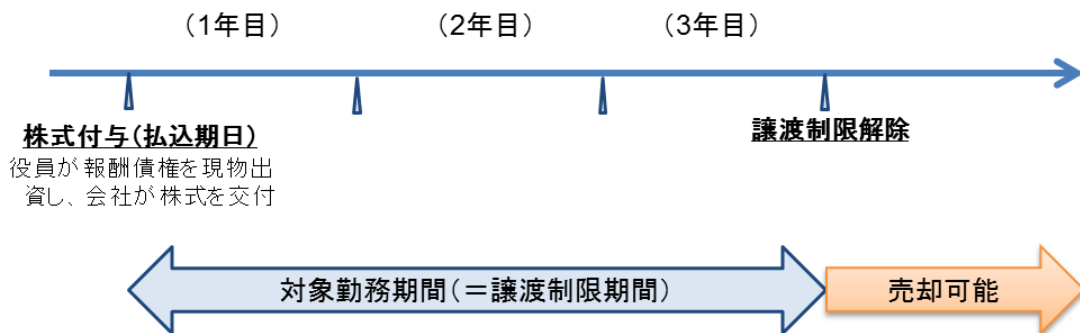 （1年目） （2年目） （3年目）
株式付与（払込期日） 譲渡制限解除
役員が報酬債権を現物出
資し、会社が株式を交付
対象勤務期間（＝譲渡制限期間） 売却可能